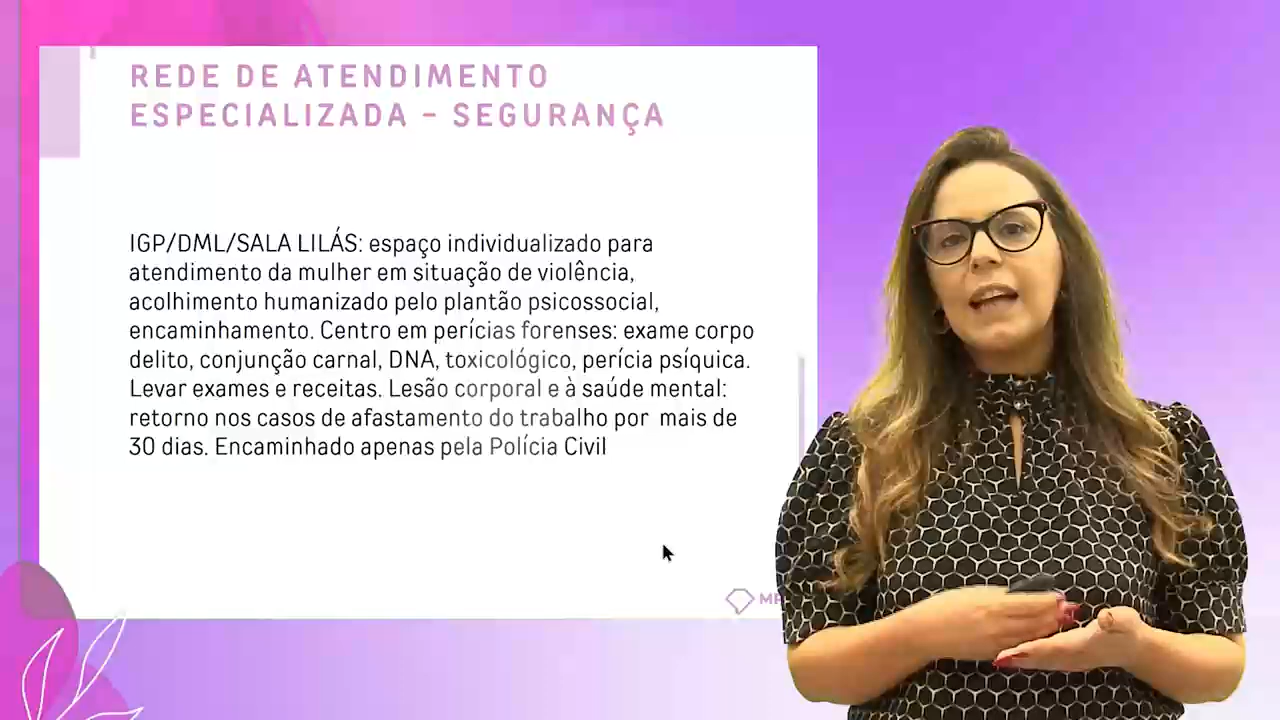 REDE DE ATENDIMENTO
ESPECIALIZADA - SEGURANÇA
IGP/DML/SALA LILÁS: espaço individualizado para
atendimento da mulher em situação de violência,
acolhimento humanizado pelo plantão psicossocial,
encaminhamento. Centro em perícias forenses: exame corpo
delito, conjunção carnal, DNA, toxicológico, perícia psíquica.
Levar exames e receitas. Lesão corporal e à saúde mental:
retorno nos casos de afastamento do trabalho por mais de
30 dias. Encaminhado apenas pela Polícia Civil